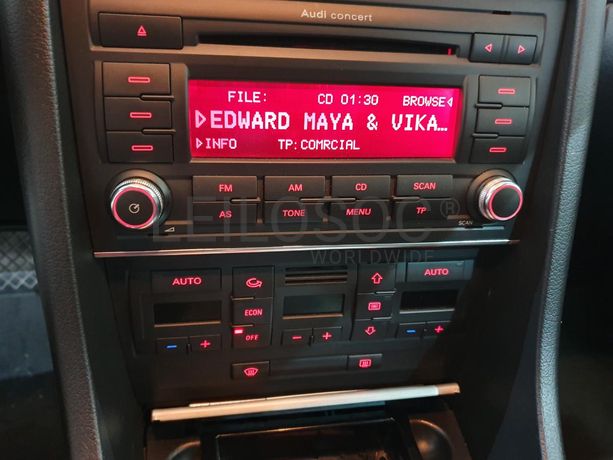 Audi concert
FILE: CD 01:30 BROWSE
EDWARD MAYA & VIKA...
INFO TP:COMRCIAL
FM AM CD SCAN
AS TONE MENU TP
SCAN
LEILOSOC®
WORLDWIDE
AUTO AUTO
ECON
OFF